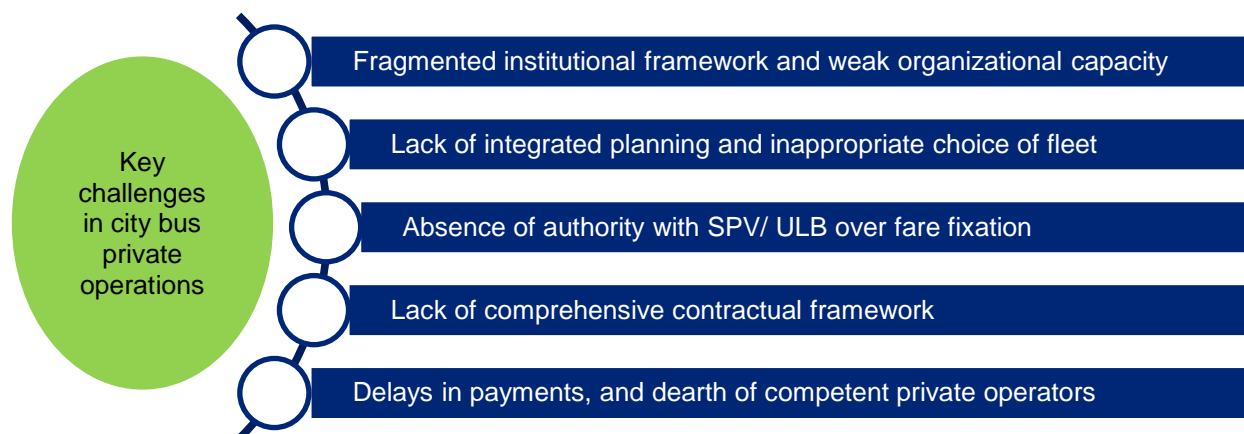 Key
challenges
in city bus
private
operations
Fragmented institutional framework and weak organizational capacity
Lack of integrated planning and inappropriate choice of fleet
Absence of authority with SPV/ ULB over fare fixation
Lack of comprehensive contractual framework
Delays in payments, and dearth of competent private operators